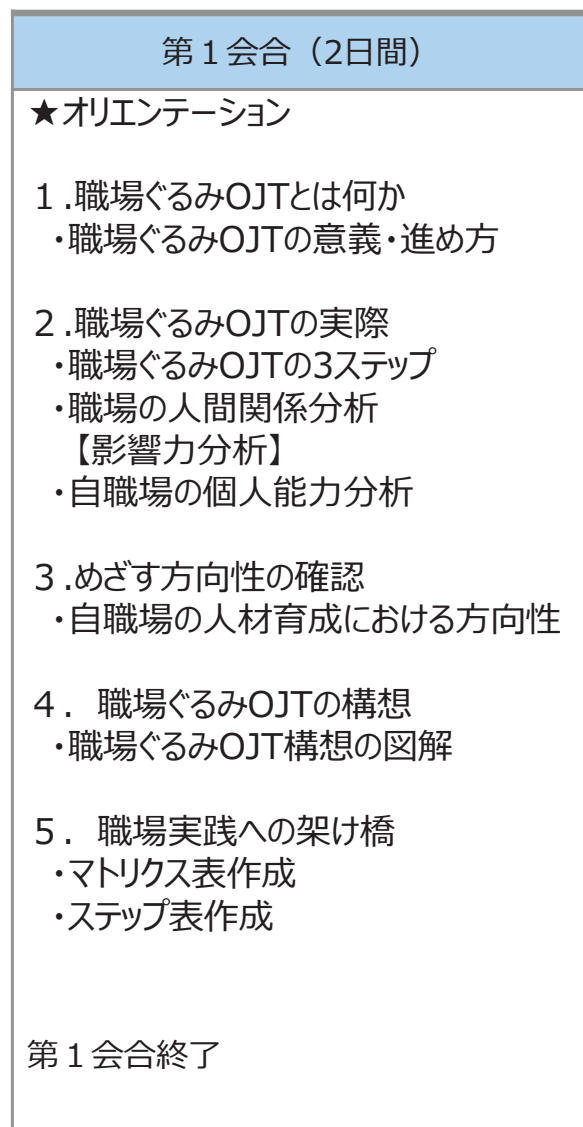 第１会合（2日間）
★オリエンテーション
１.職場ぐるみOJTとは何か
・職場ぐるみOJTの意義・進め方
２.職場ぐるみOJTの実際
・職場ぐるみOJTの3ステップ
・職場の人間関係分析
【影響力分析】
・自職場の個人能力分析
３.めざす方向性の確認
・自職場の人材育成における方向性
４．職場ぐるみOJTの構想
・職場ぐるみOJT構想の図解
５．職場実践への架け橋
・マトリクス表作成
・ステップ表作成
第１会合終了